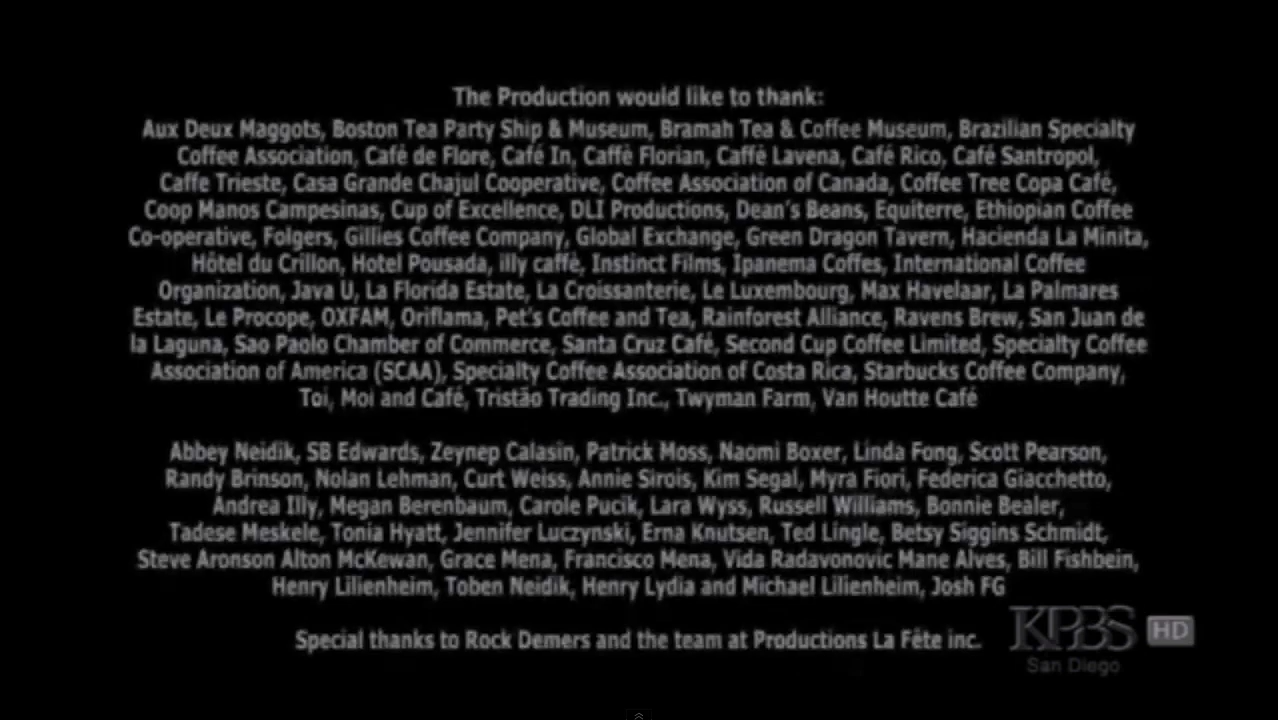 The Production would like to thank:
Aux Deux Maggots, Boston Tea Party Ship & Museum, Bramah Tea & Coffee Museum, Brazilian Specialty
Coffee Association, Café de Flore, Café In, Caffè Florian, Caffè Lavena, Café Rico, Café Santropol,
Caffe Trieste, Casa Grande Chajul Cooperative, Coffee Association of Canada, Coffee Tree Copa Café,
Coop Manos Campesinas, Cup of Excellence, DLI Productions, Dean's Beans, Equiterre, Ethiopian Coffee
Co-operative, Folgers, Gillies Coffee Company, Global Exchange, Green Dragon Tavern, Hacienda La Minita,
Hôtel du Crillon, Hotel Pousada, illy caffè, Instinct Films, Ipanema Coffes, International Coffee
Organization, Java U, La Florida Estate, La Croissanterie, Le Luxembourg, Max Havelaar, La Palmares
Estate, Le Procope, OXFAM, Oriflama, Pet's Coffee and Tea, Rainforest Alliance, Ravens Brew, San Juan de
la Laguna, Sao Paolo Chamber of Commerce, Santa Cruz Café, Second Cup Coffee Limited, Specialty Coffee
Association of America (SCAA), Specialty Coffee Association of Costa Rica, Starbucks Coffee Company,
Toi, Moi and Café, Tristão Trading Inc., Twyman Farm, Van Houtte Café
Abbey Neidik, SB Edwards, Zeynep Calasin, Patrick Moss, Naomi Boxer, Linda Fong, Scott Pearson,
Randy Brinson, Nolan Lehman, Curt Weiss, Annie Sirois, Kim Segal, Myra Fiori, Federica Giacchetto,
Andrea Illy, Megan Berenbaum, Carole Pucik, Lara Wyss, Russell Williams, Bonnie Bealer,
Tadese Meskele, Tonia Hyatt, Jennifer Luczynski, Erna Knutsen, Ted Lingle, Betsy Siggins Schmidt,
Steve Aronson Alton McKewan, Grace Mena, Francisco Mena, Vida Radavonovic Mane Alves, Bill Fishbein,
Henry Lilienheim, Toben Neidik, Henry Lydia and Michael Lilienheim, Josh FG
Special thanks to Rock Demers and the team at Productions La Fête inc.
KPBS HD
San Diego